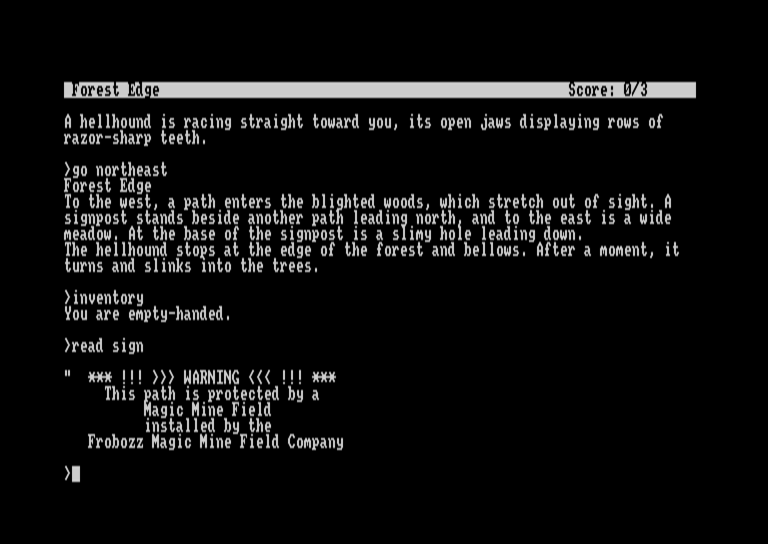 Forest Edge Score: 0/3
A hellhound is racing straight toward you, its open jaws displaying rows of
razor-sharp teeth.
>go northeast
Forest Edge
To the west, a path enters the blighted woods, which stretch out of sight. A
signpost stands beside another path leading north, and to the east is a wide
meadow. At the base of the signpost is a slimy hole leading down.
The hellhound stops at the edge of the forest and bellows. After a moment, it
turns and slinks into the trees.
>inventory
You are empty-handed.
>read sign
" *** !!! >>> WARNING <<< !!! ***
This path is protected by a
Magic Mine Field
installed by the
Frobozz Magic Mine Field Company
>